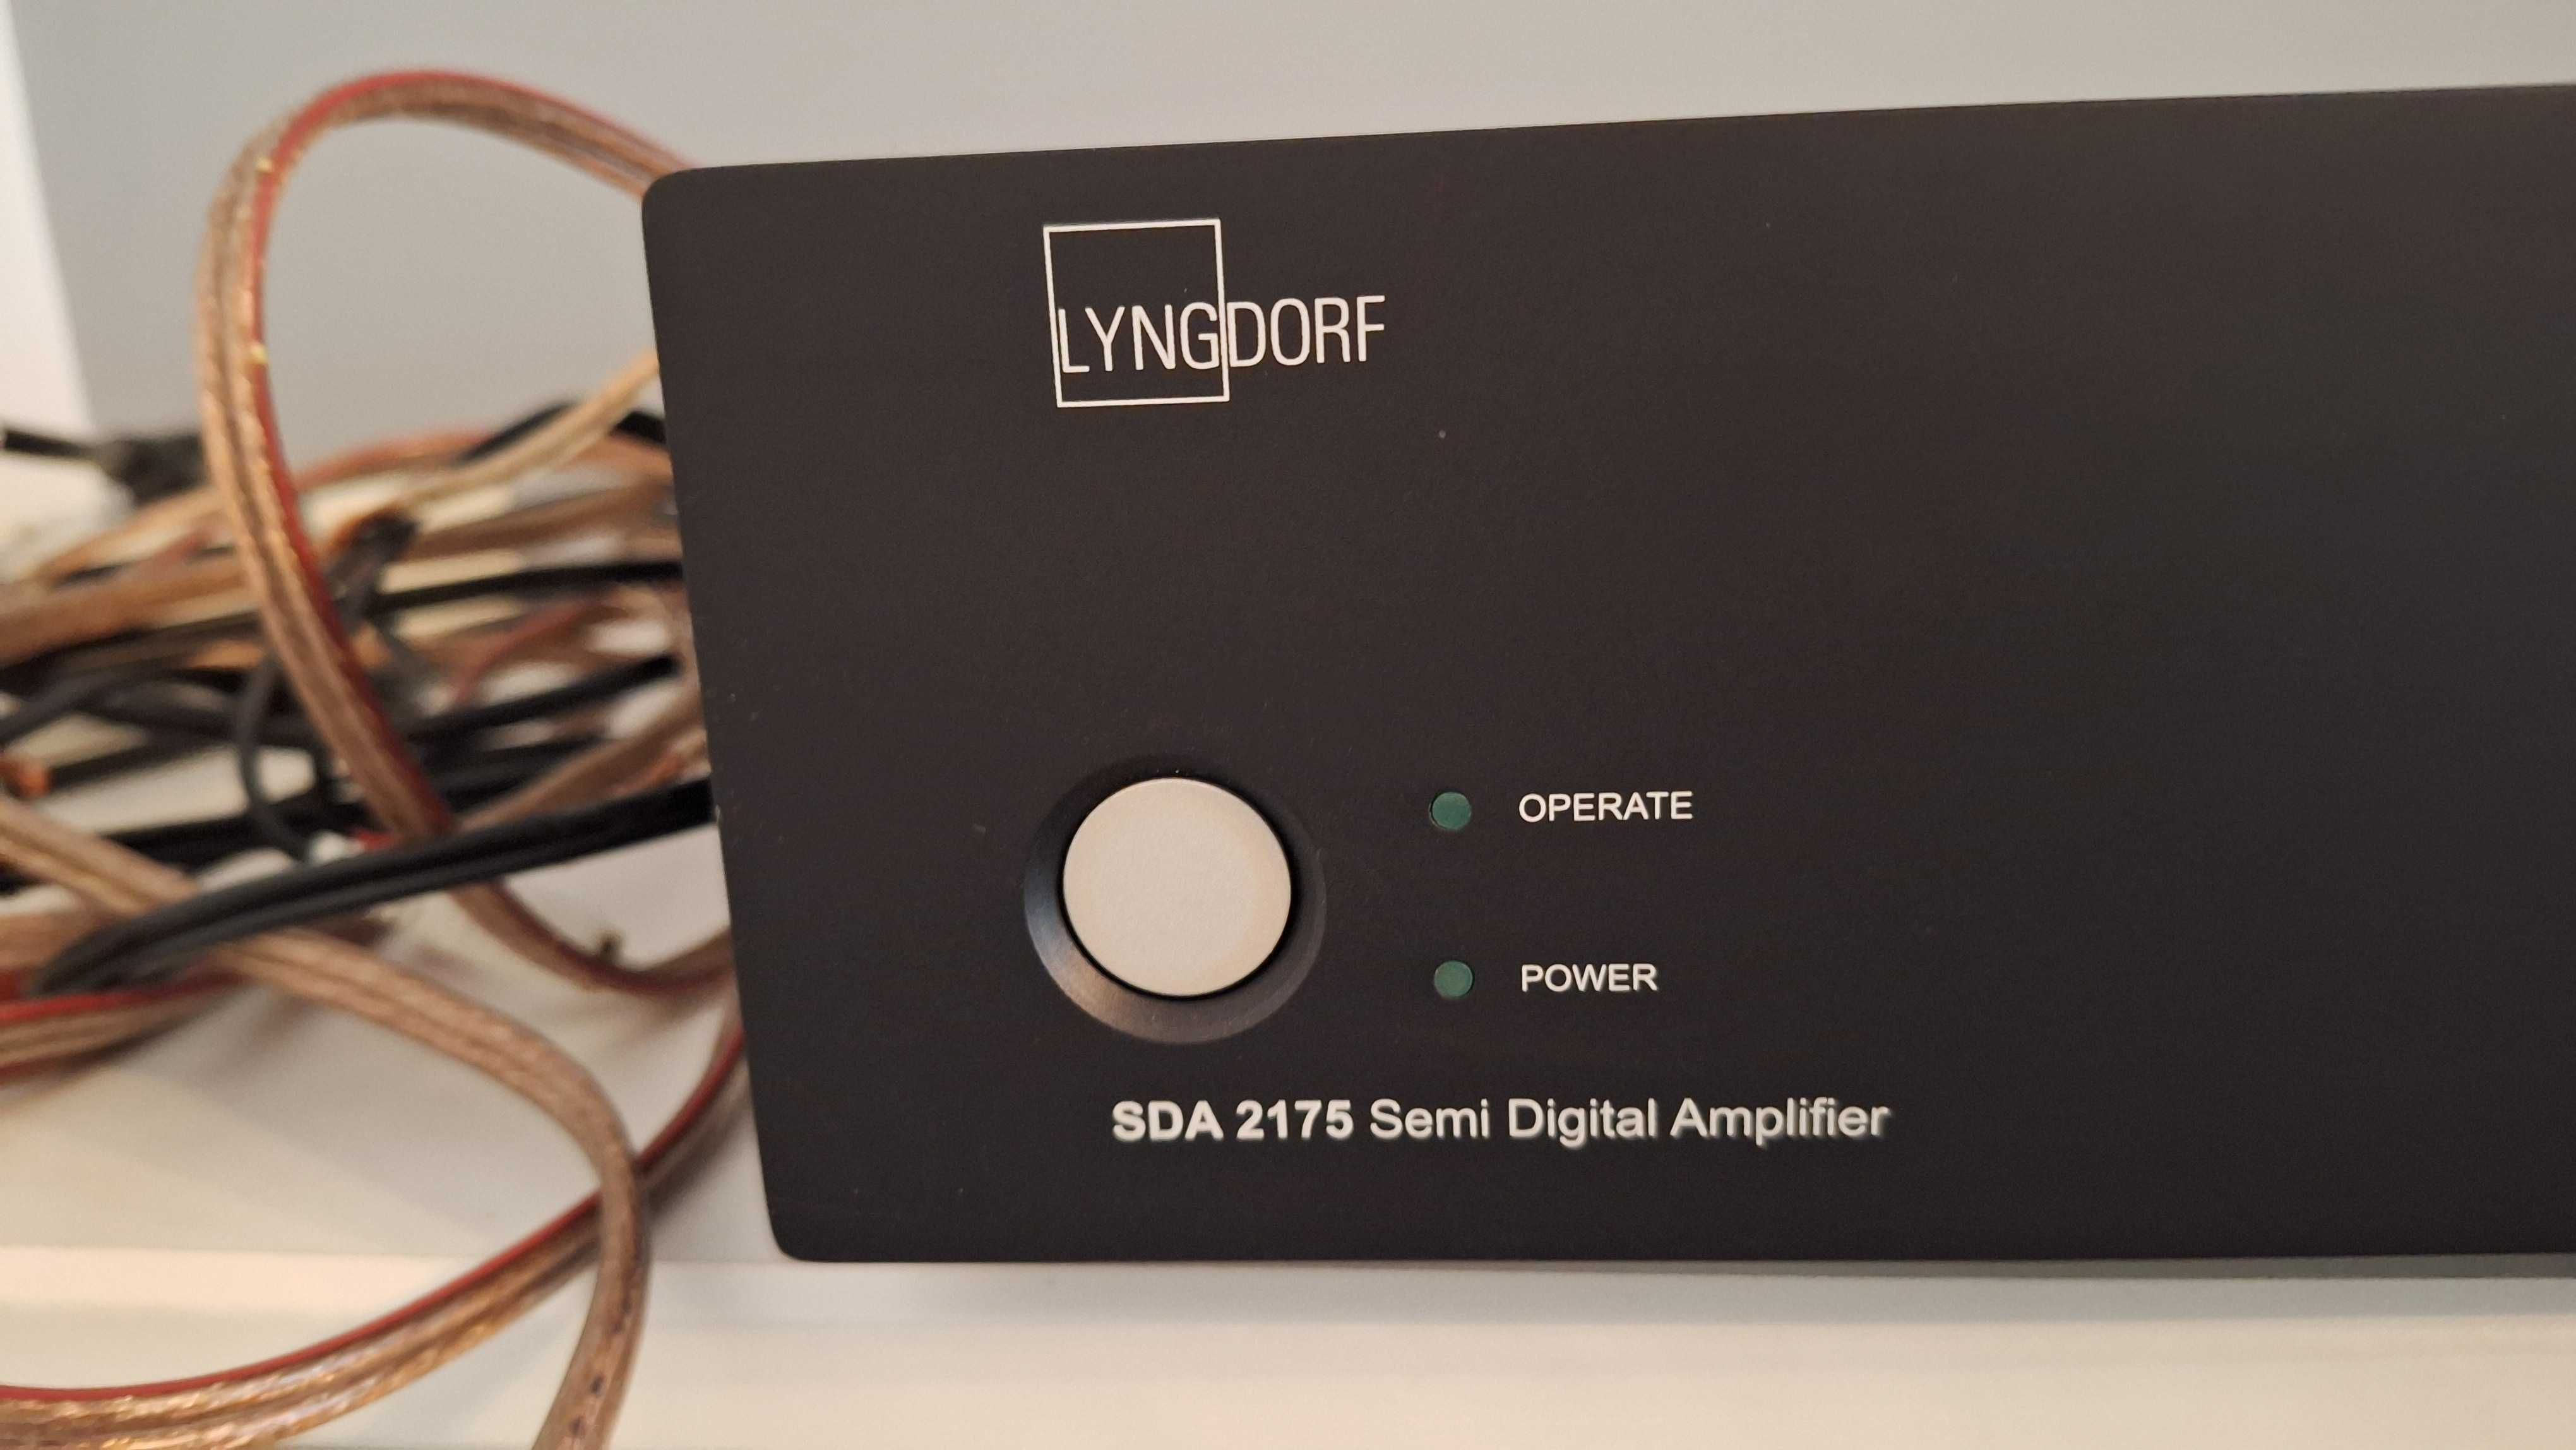 LYNGDORF
OPERATE
POWER
SDA 2175 Semi Digital Amplifier